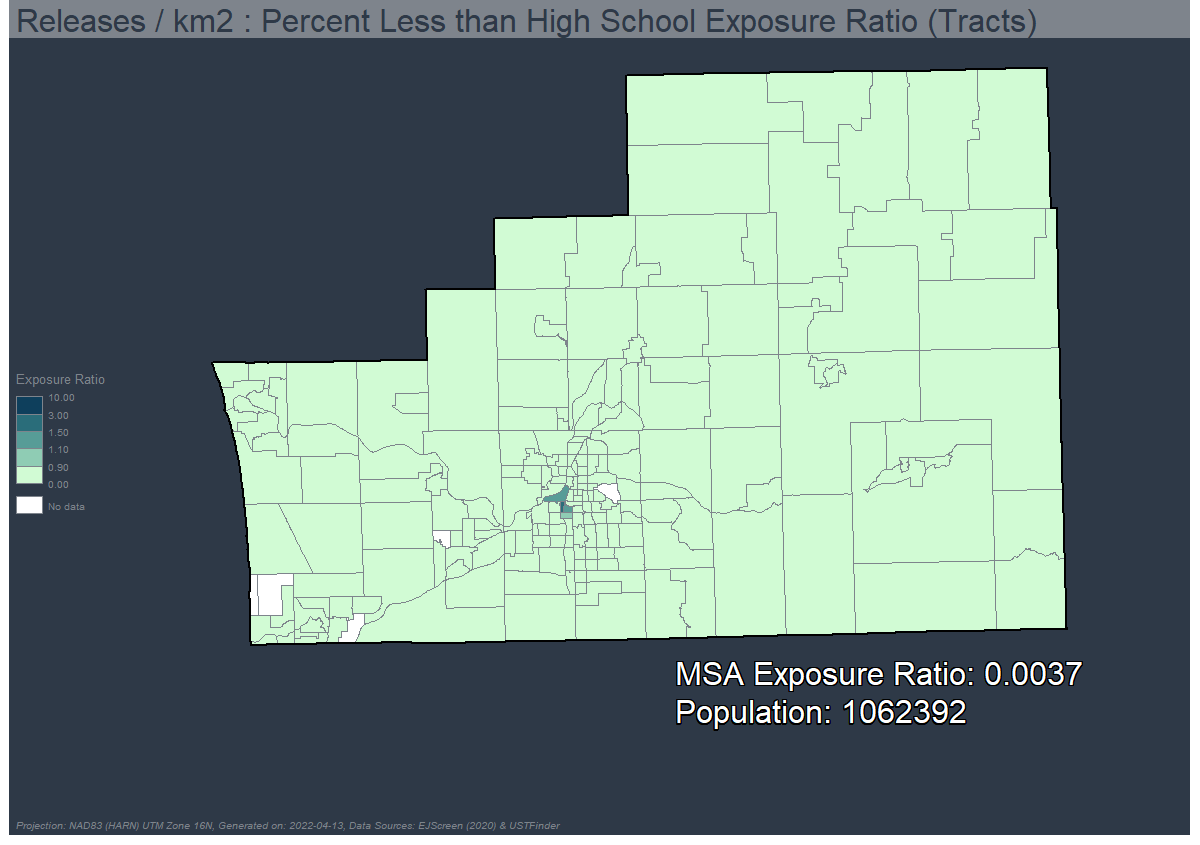 Releases / km2 : Percent Less than High School Exposure Ratio (Tracts)
Exposure Ratio
10.00
3.00
1.50
1.10
0.90
0.00
No data
MSA Exposure Ratio: 0.0037
Population: 1062392
Projection: NAD83 (HARN) UTM Zone 16N, Generated on: 2022-04-13, Data Sources: EJScreen (2020) & USTFinder